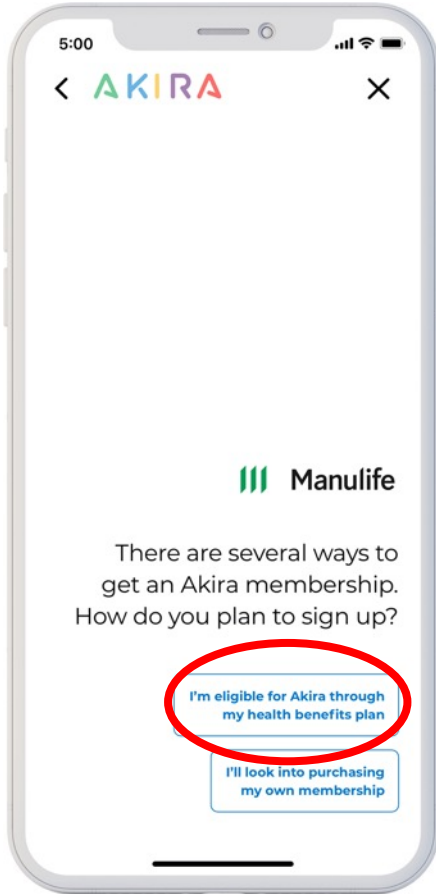 5:00
AKIRA
Manulife
There are several ways to
get an Akira membership.
How do you plan to sign up?
I'm eligible for Akira through
my health benefits plan
I'll look into purchasing
my own membership